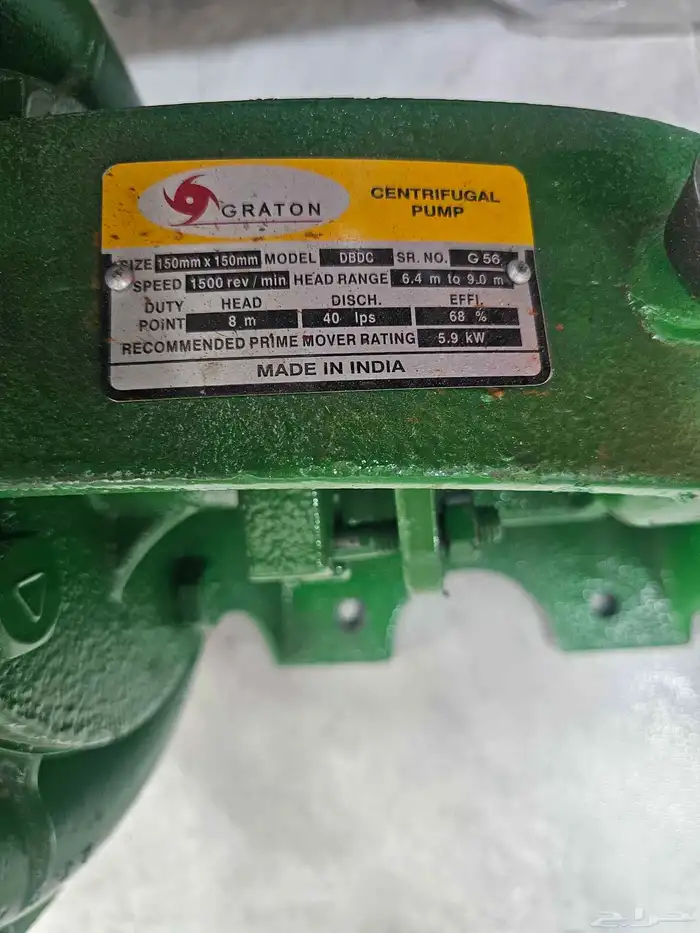 GRATON
CENTRIFUGAL
PUMP
SIZE 150mm x 150mm MODEL DBDC SR. NO. G 56
SPEED 1500 rev / min HEAD RANGE 6.4 m to 9.0 m
DUTY HEAD DISCH. EFFI.
POINT 8 m 40 lps 68 %
RECOMMENDED PRIME MOVER RATING 5.9 kW
MADE IN INDIA
حراج